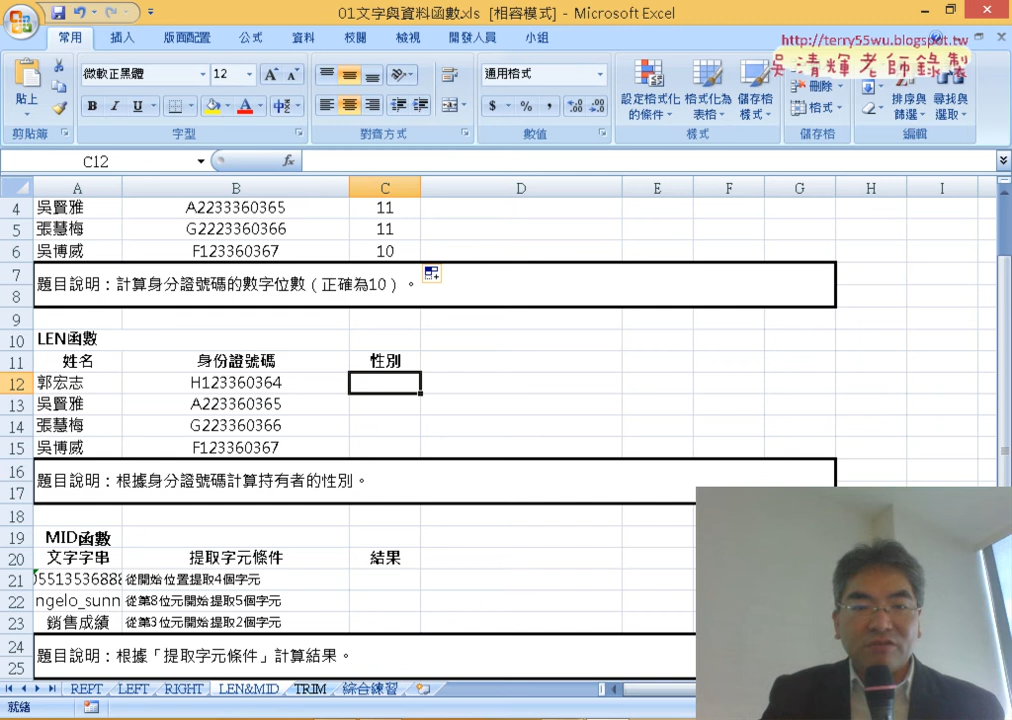 01文字與資料函數.xls [相容模式] - Microsoft Excel
常用 插入 版面配置 公式 資料 校閱 檢視 開發人員 小組
http://terry55wu.blogspot.tw
吳清輝老師錄製
貼上
微軟正黑體 12
B I U
通用格式
$ % ,
設定格式化的條件 格式化為表格 儲存格樣式
刪除
格式
排序與篩選 尋找與選取
剪貼簿 字型 對齊方式 數值 樣式 儲存格 編輯
C12 fx
A B C D E F G H I
4 吳賢雅 A2233360365 11
5 張慧梅 G2223360366 11
6 吳博威 F123360367 10
7 題目說明：計算身分證號碼的數字位數（正確為10）。
8
9
10 LEN函數
11 姓名 身份證號碼 性別
12 郭宏志 H123360364
13 吳賢雅 A223360365
14 張慧梅 G223360366
15 吳博威 F123360367
16 題目說明：根據身分證號碼計算持有者的性別。
17
18
19 MID函數
20 文字字串 提取字元條件 結果
21 5513536888 從開始位置提取4個字元
22 ngelo_sunn 從第8位元開始提取5個字元
23 銷售成績 從第3位元開始提取2個字元
24 題目說明：根據「提取字元條件」計算結果。
25
REPT LEFT RIGHT LEN&MID TRIM 綜合練習
就緒